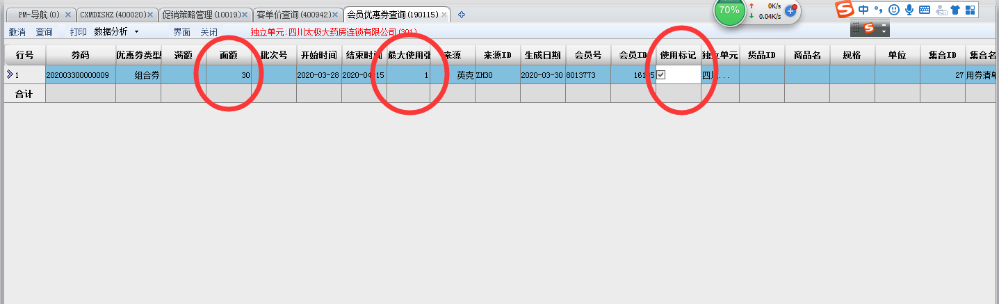 PM-导航(0) CXMDXSHZ(400020) 促销策略管理(10019) 客单价查询(400942) 会员优惠券查询(190115)
70% 0K/s 0.04K/s
中
撤消 查询 打印 数据分析 界面 关闭 独立单元:四川太极大药房连锁有限公司(301)
行号 券码 优惠券类型 满额 面额 批次号 开始时间 结束时间 最大使用张 来源 来源ID 生成日期 会员号 会员ID 使用标记 独立单元 货品ID 商品名 规格 单位 集合ID 集合名
1 202003300000009 组合券 30 2020-03-28 1 英克 ZH30 2020-03-30 8013773 27 用券清单
合计